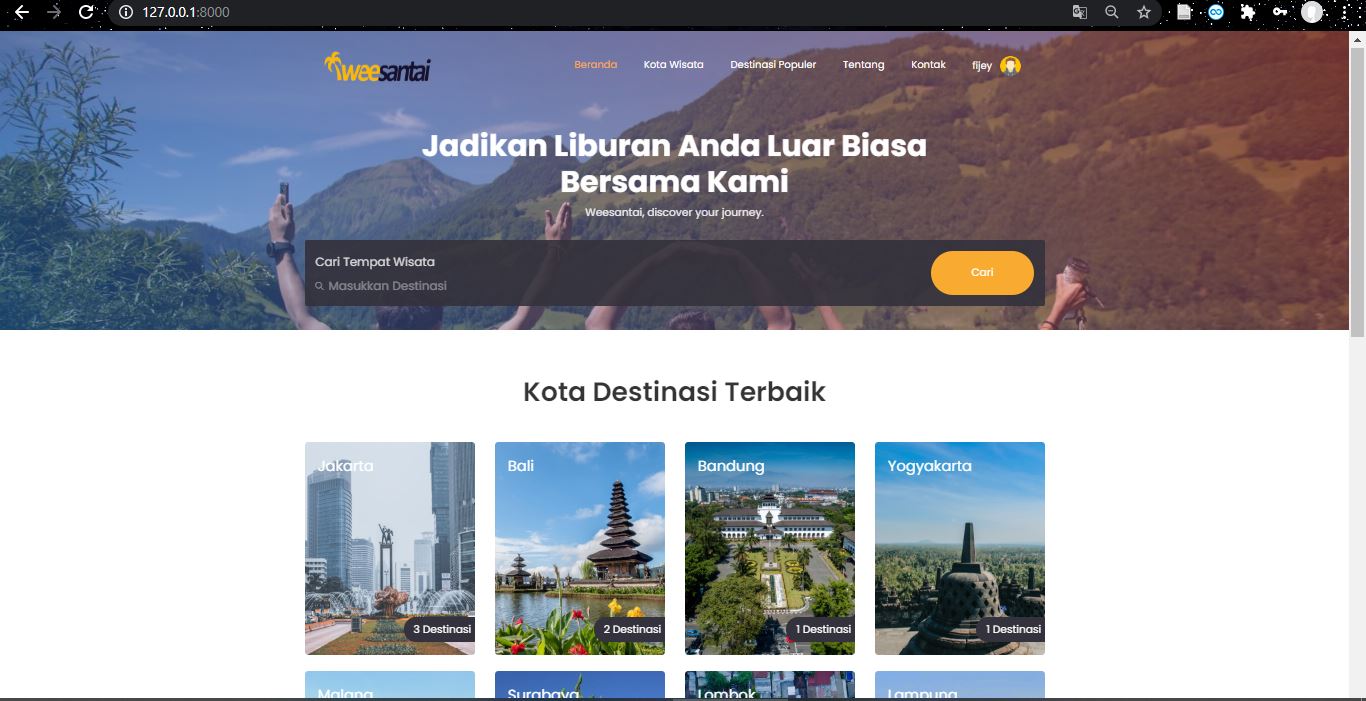 127.0.0.1:8000
weesantai
Beranda Kota Wisata Destinasi Populer Tentang Kontak fijey
Jadikan Liburan Anda Luar Biasa
Bersama Kami
Weesantai, discover your journey.
Cari Tempat Wisata
Masukkan Destinasi
Cari
Kota Destinasi Terbaik
Jakarta
3 Destinasi
Bali
2 Destinasi
Bandung
1 Destinasi
Yogyakarta
1 Destinasi
Malang
Surabaya
Lombok
Lampung